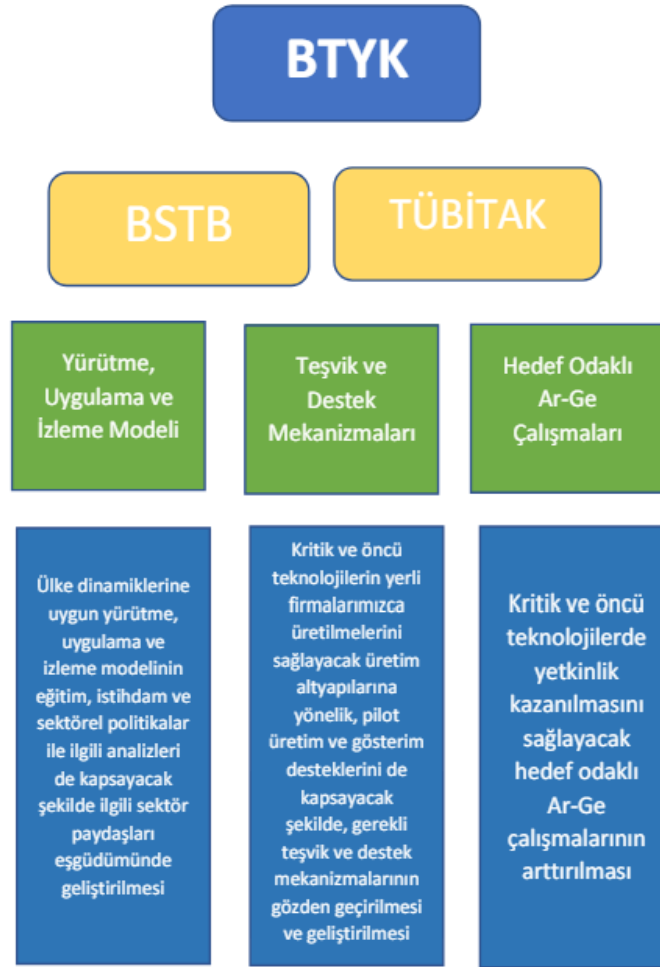 BTYK
BSTB
TÜBİTAK
Yürütme,
Uygulama ve
İzleme Modeli
Teşvik ve
Destek
Mekanizmaları
Hedef Odaklı
Ar-Ge
Çalışmaları
Ülke dinamiklerine
uygun yürütme,
uygulama ve
izleme modelinin
eğitim, istihdam ve
sektörel politikalar
ile ilgili analizleri
de kapsayacak
şekilde ilgili sektör
paydaşları
eşgüdümünde
geliştirilmesi
Kritik ve öncü
teknolojilerin yerli
firmalarımızca
üretilmelerini
sağlayacak üretim
altyapılarına
yönelik, pilot
üretim ve gösterim
desteklerini de
kapsayacak
şekilde, gerekli
teşvik ve destek
mekanizmalarının
gözden geçirilmesi
ve geliştirilmesi
Kritik ve öncü
teknolojilerde
yetkinlik
kazanılmasını
sağlayacak
hedef odaklı
Ar-Ge
çalışmalarının
arttırılması